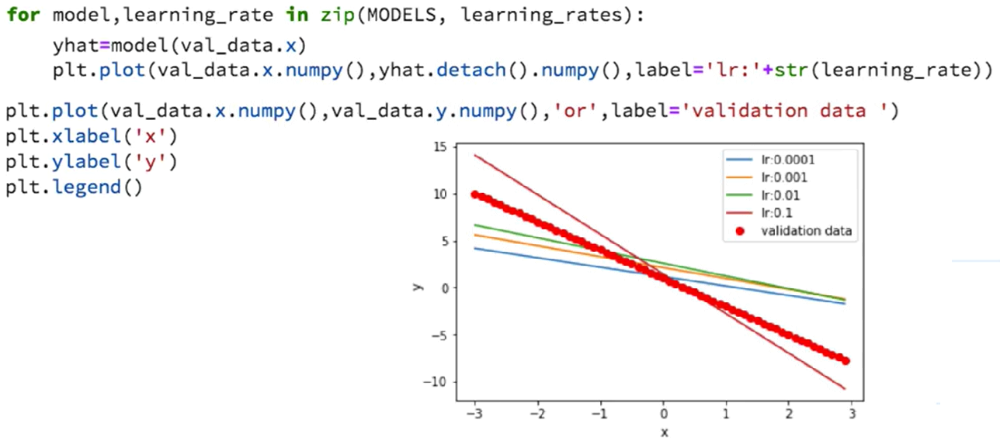 for model,learning_rate in zip(MODELS, learning_rates):
yhat=model(val_data.x)
plt.plot(val_data.x.numpy(),yhat.detach().numpy(),label='lr:'+str(learning_rate))
plt.plot(val_data.x.numpy(),val_data.y.numpy(),'or',label='validation data ')
plt.xlabel('x')
plt.ylabel('y')
plt.legend()
15
10
5
0
−5
−10
y
lr:0.0001
lr:0.001
lr:0.01
lr:0.1
validation data
−3 −2 −1 0 1 2 3
x